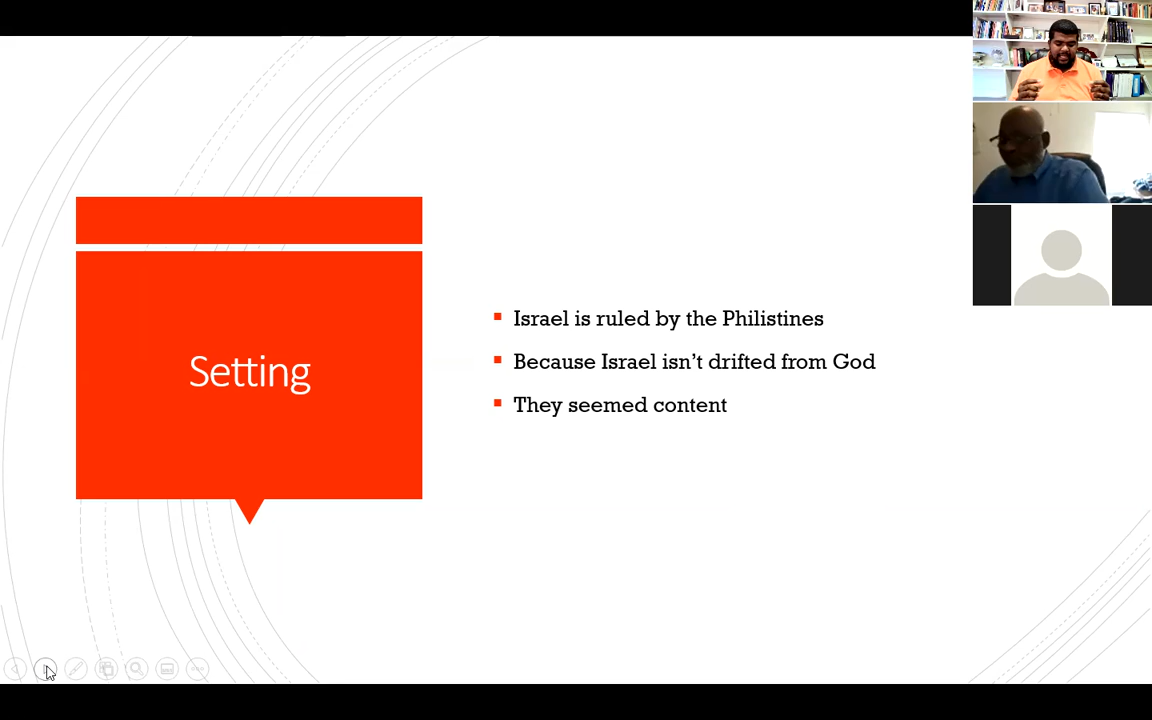 Setting
Israel is ruled by the Philistines
Because Israel isn’t drifted from God
They seemed content